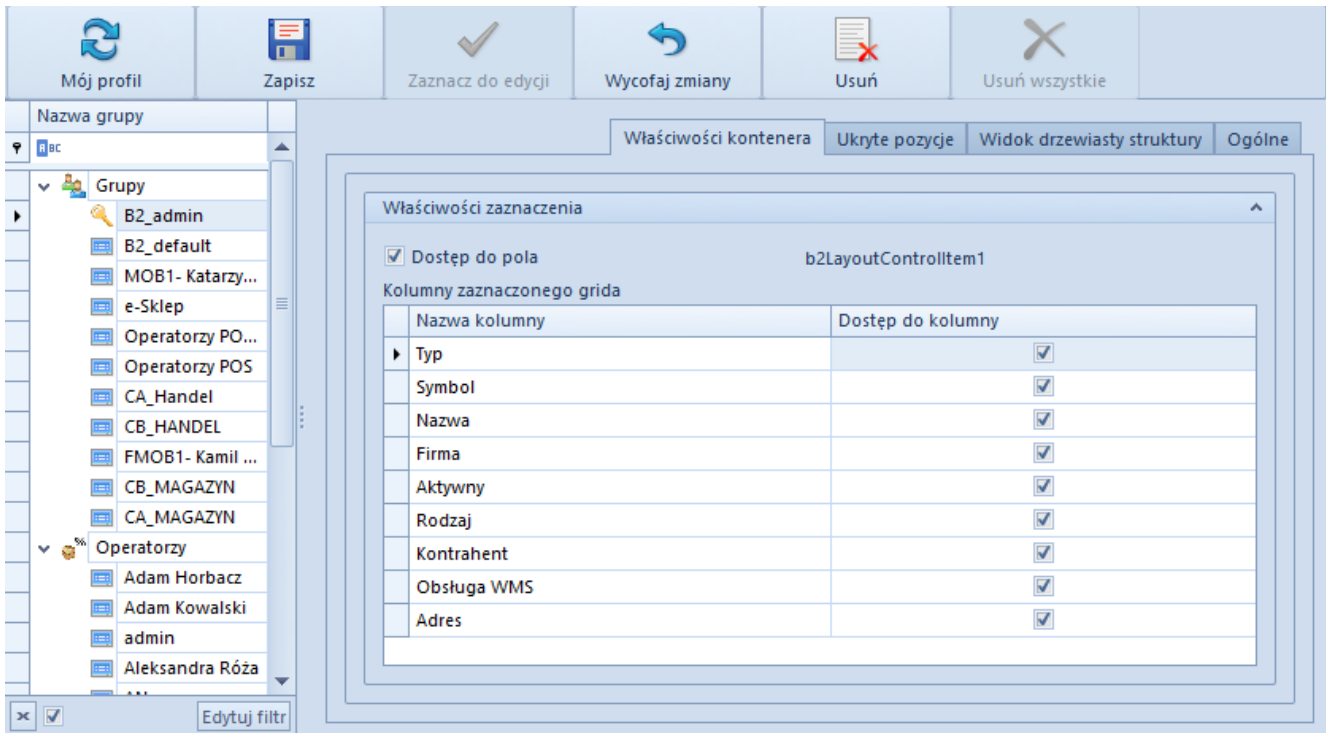 Mój profil
Zapisz
Zaznacz do edycji
Wycofaj zmiany
Usuń
Usuń wszystkie
Nazwa grupy
ABC
Grupy
B2_admin
B2_default
MOB1- Katarzy...
e-Sklep
Operatorzy PO...
Operatorzy POS
CA_Handel
CB_HANDEL
FMOB1- Kamil ...
CB_MAGAZYN
CA_MAGAZYN
Operatorzy
Adam Horbacz
Adam Kowalski
admin
Aleksandra Róża
Edytuj filtr
Właściwości kontenera
Ukryte pozycje
Widok drzewiasty struktury
Ogólne
Właściwości zaznaczenia
Dostęp do pola
b2LayoutControlItem1
Kolumny zaznaczonego grida
Nazwa kolumny
Dostęp do kolumny
Typ
Symbol
Nazwa
Firma
Aktywny
Rodzaj
Kontrahent
Obsługa WMS
Adres